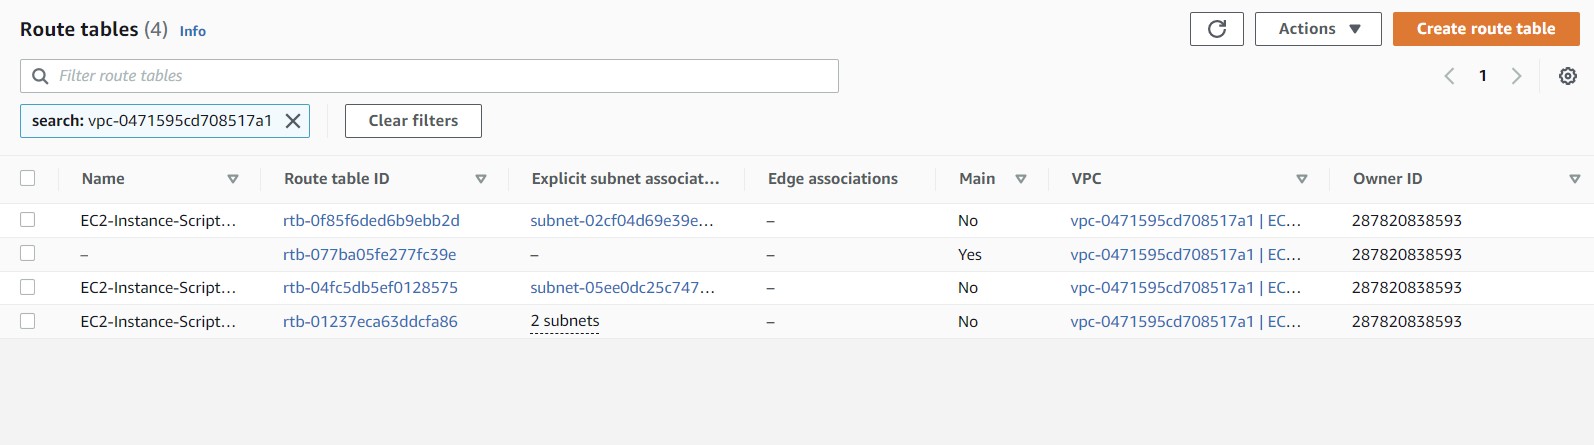 Route tables (4) Info
Actions
Create route table
Filter route tables
1
search: vpc-0471595cd708517a1
Clear filters
Name Route table ID Explicit subnet associat... Edge associations Main VPC Owner ID
EC2-Instance-Script... rtb-0f85f6ded6b9ebb2d subnet-02cf04d69e39e... – No vpc-0471595cd708517a1 | EC... 287820838593
– rtb-077ba05fe277fc39e – – Yes vpc-0471595cd708517a1 | EC... 287820838593
EC2-Instance-Script... rtb-04fc5db5ef0128575 subnet-05ee0dc25c747... – No vpc-0471595cd708517a1 | EC... 287820838593
EC2-Instance-Script... rtb-01237eca63ddcfa86 2 subnets – No vpc-0471595cd708517a1 | EC... 287820838593